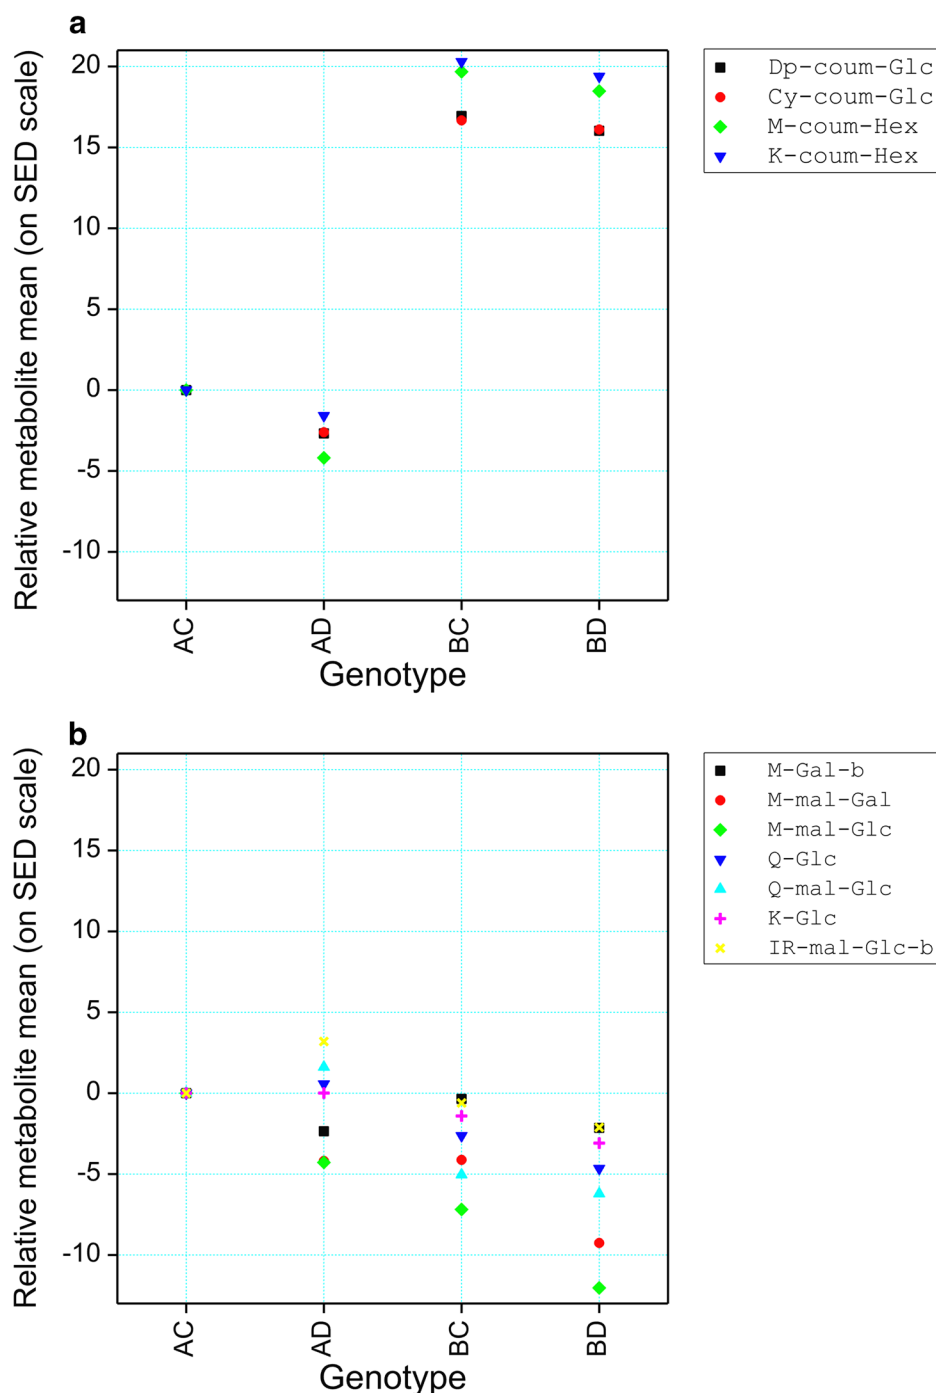 a
Relative metabolite mean (on SED scale)
20
15
10
5
0
-5
-10
AC
AD
BC
BD
Genotype
Dp-coum-Glc
Cy-coum-Glc
M-coum-Hex
K-coum-Hex
b
Relative metabolite mean (on SED scale)
20
15
10
5
0
-5
-10
AC
AD
BC
BD
Genotype
M-Gal-b
M-mal-Gal
M-mal-Glc
Q-Glc
Q-mal-Glc
K-Glc
IR-mal-Glc-b